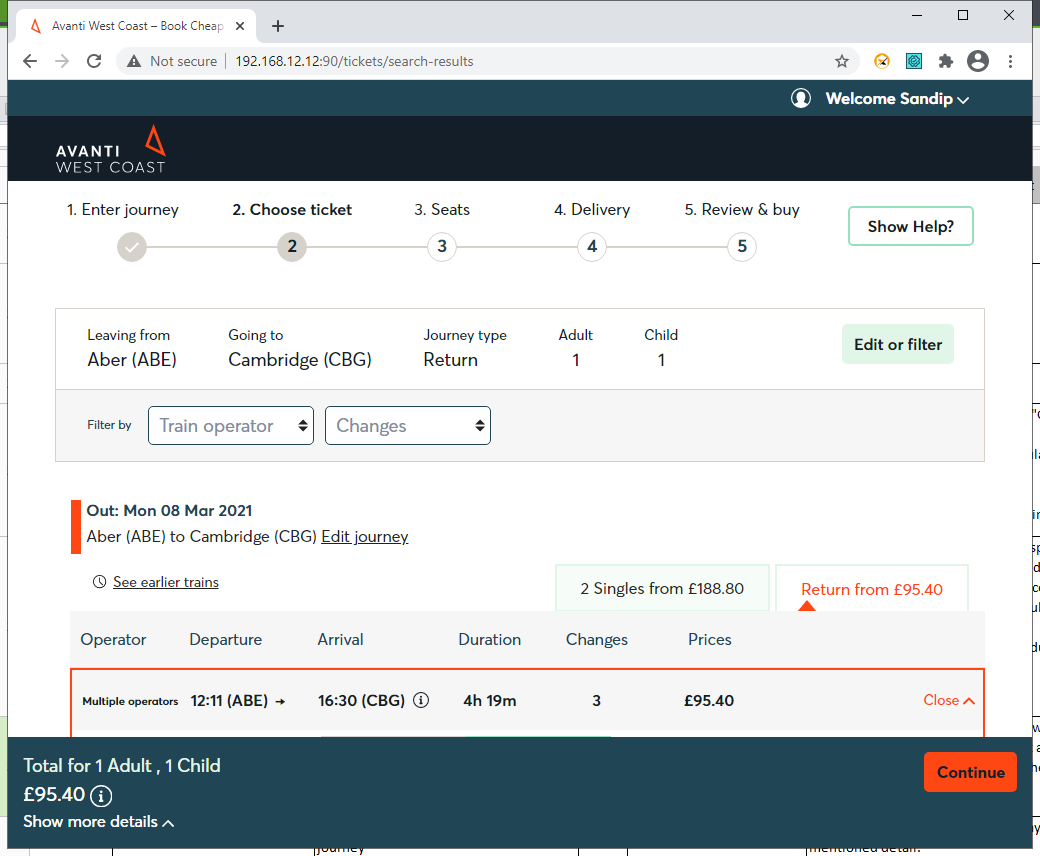 Avanti West Coast – Book Cheap
Not secure | 192.168.12.12:90/tickets/search-results
Welcome Sandip
AVANTI
WEST COAST
1. Enter journey 2. Choose ticket 3. Seats 4. Delivery 5. Review & buy
Show Help?
2 3 4 5
Leaving from Going to Journey type Adult Child
Aber (ABE) Cambridge (CBG) Return 1 1
Edit or filter
Filter by Train operator Changes
Out: Mon 08 Mar 2021
Aber (ABE) to Cambridge (CBG) Edit journey
See earlier trains
2 Singles from £188.80 Return from £95.40
Operator Departure Arrival Duration Changes Prices
Multiple operators 12:11 (ABE) → 16:30 (CBG) 4h 19m 3 £95.40 Close
Total for 1 Adult , 1 Child
£95.40
Show more details
Continue
journey
mentioned detail.